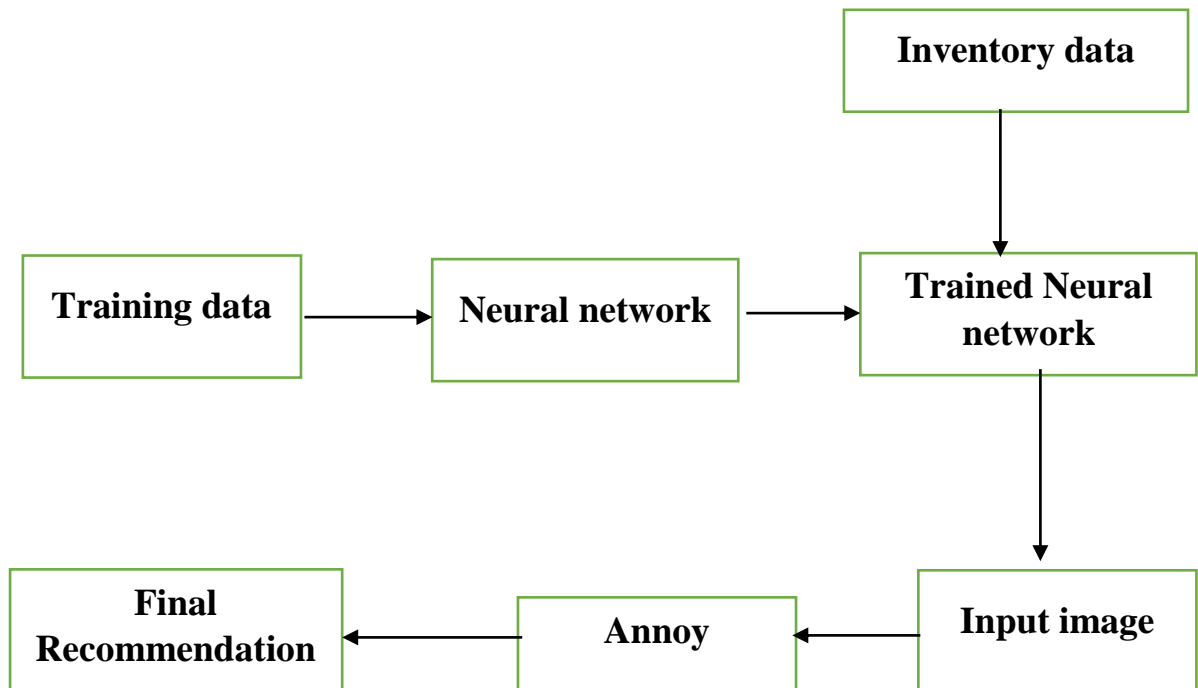 Inventory data
Training data
Neural network
Trained Neural
network
Final
Recommendation
Annoy
Input image